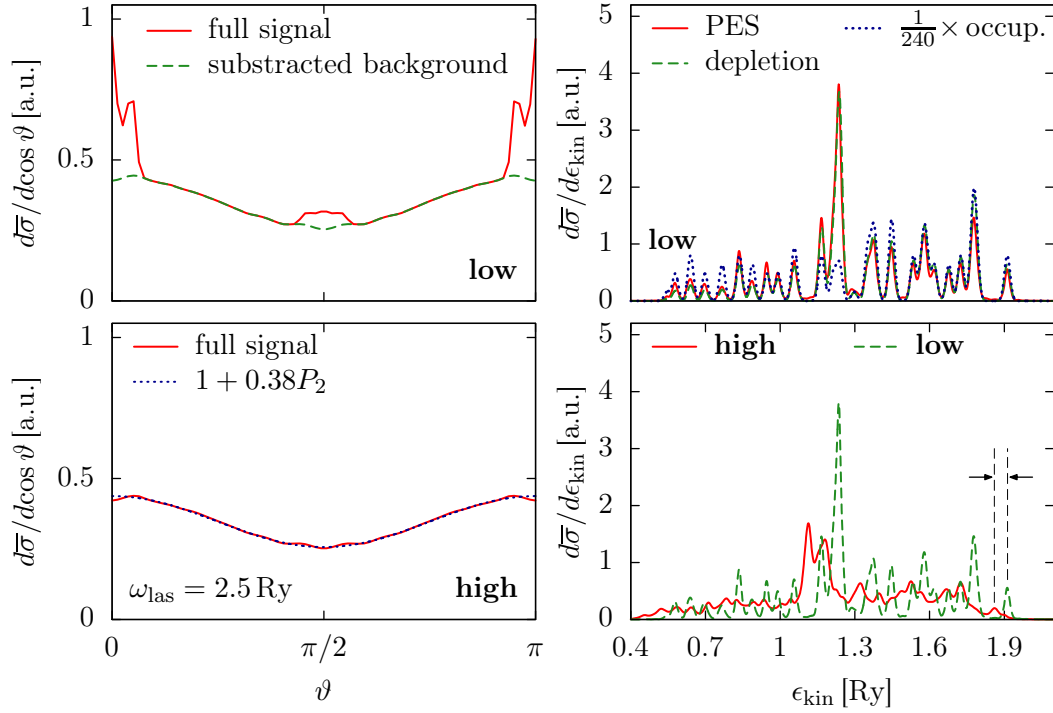 dσ̅/dcos ϑ [a.u.]
1
0.5
0
full signal
substracted background
low
dσ̅/dϵkin [a.u.]
5
4
3
2
1
0
PES
1/240 × occup.
depletion
low
dσ̅/dcos ϑ [a.u.]
1
0.5
0
full signal
1 + 0.38P2
ωlas = 2.5 Ry
high
0
π/2
π
ϑ
dσ̅/dϵkin [a.u.]
5
4
3
2
1
0
high
low
0.4
0.7
1
1.3
1.6
1.9
ϵkin [Ry]